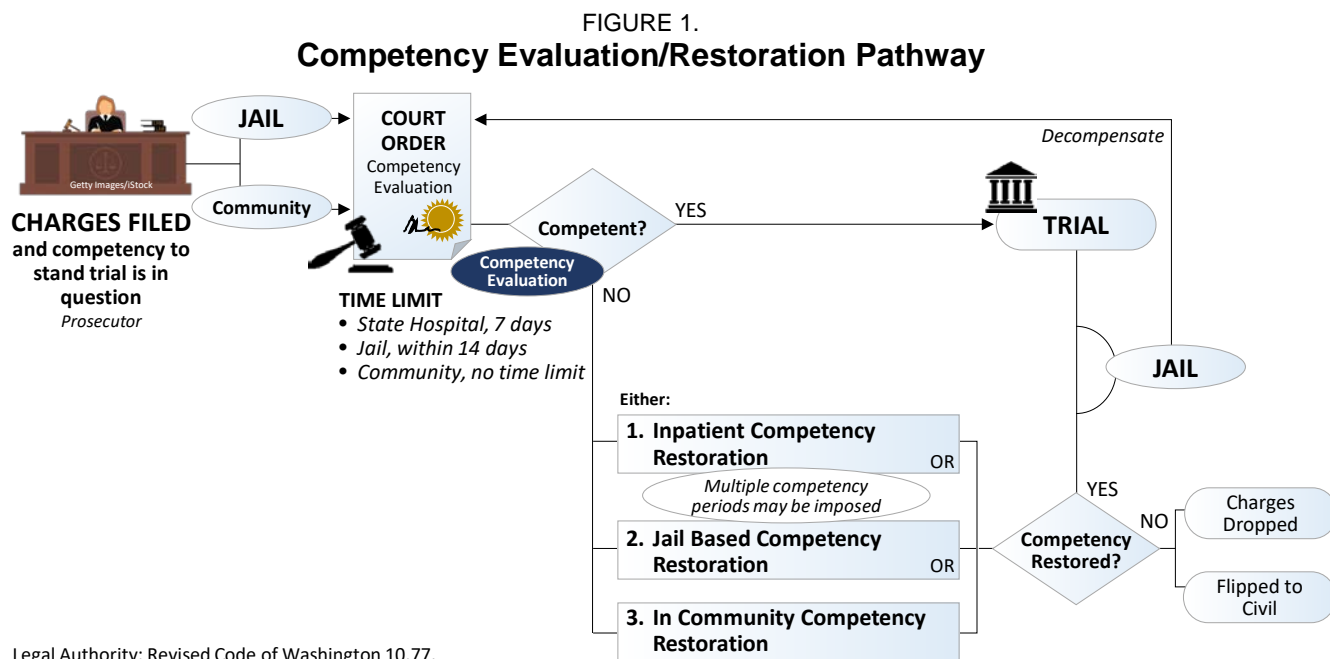 FIGURE 1.
Competency Evaluation/Restoration Pathway
Getty Images/iStock
CHARGES FILED
and competency to
stand trial is in
question
Prosecutor
JAIL
Community
COURT
ORDER
Competency
Evaluation
TIME LIMIT
• State Hospital, 7 days
• Jail, within 14 days
• Community, no time limit
Competent?
Competency
Evaluation
YES
NO
Decompensate
TRIAL
JAIL
Either:
1. Inpatient Competency
Restoration OR
Multiple competency
periods may be imposed
2. Jail Based Competency
Restoration OR
3. In Community Competency
Restoration
Competency
Restored?
YES
NO
Charges
Dropped
Flipped to
Civil
Legal Authority: Revised Code of Washington 10.77.